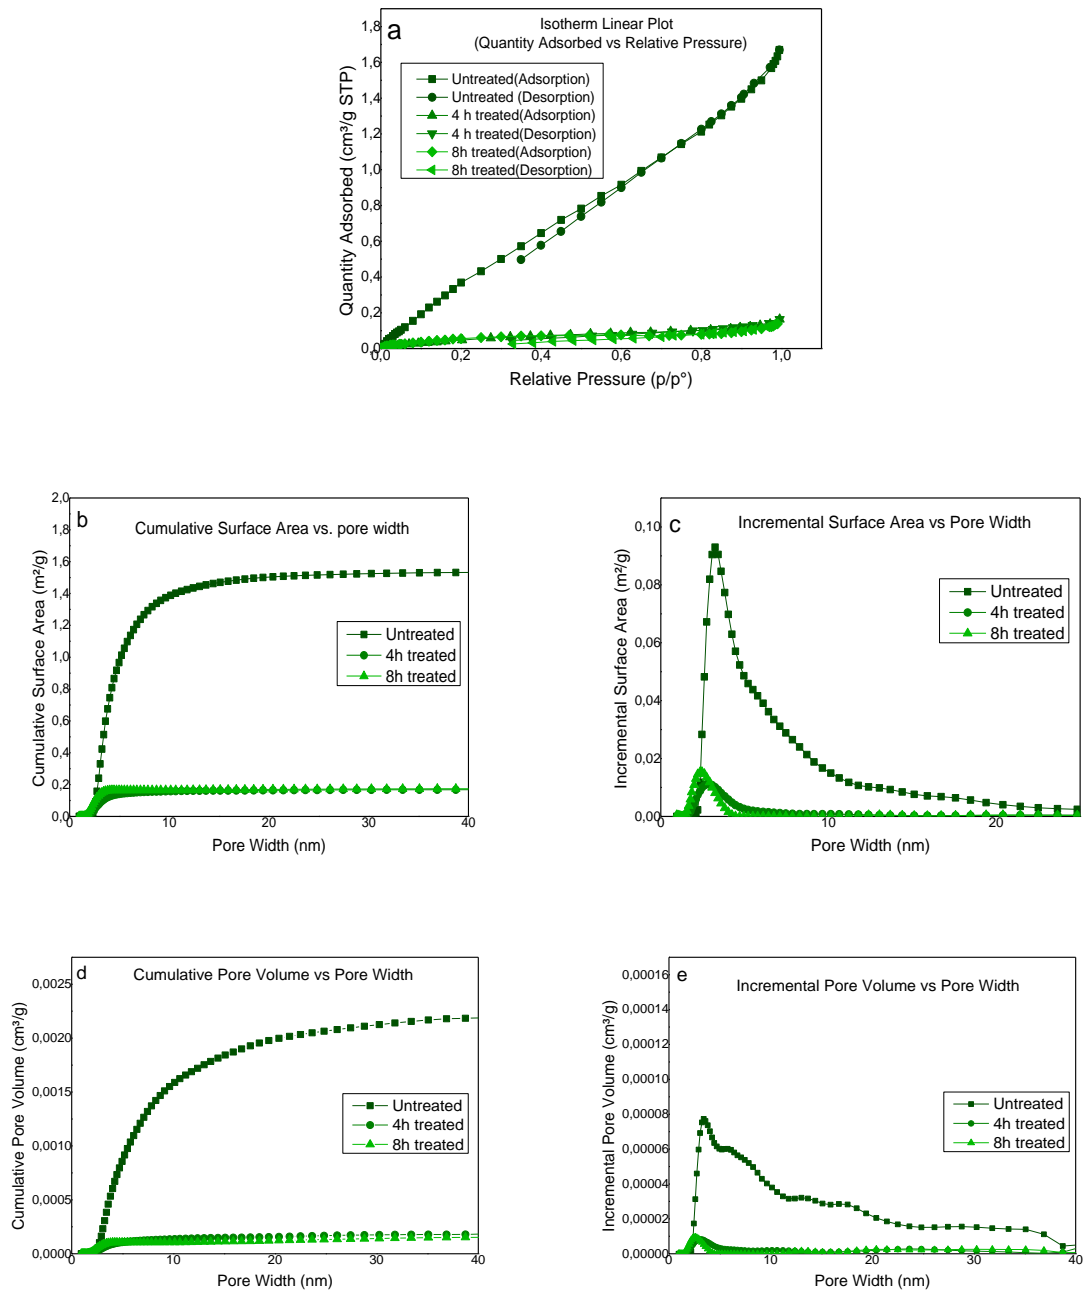 a
Isotherm Linear Plot
(Quantity Adsorbed vs Relative Pressure)
Untreated(Adsorption)
Untreated (Desorption)
4 h treated(Adsorption)
4 h treated(Desorption)
8h treated(Adsorption)
8h treated(Desorption)
Quantity Adsorbed (cm³/g STP)
1,8
1,6
1,4
1,2
1,0
0,8
0,6
0,4
0,2
0,0
0,0 0,2 0,4 0,6 0,8 1,0
Relative Pressure (p/p°)
b
Cumulative Surface Area vs. pore width
Untreated
4h treated
8h treated
Cumulative Surface Area (m²/g)
2,0
1,8
1,6
1,4
1,2
1,0
0,8
0,6
0,4
0,2
0,0
0 10 20 30 40
Pore Width (nm)
c
Incremental Surface Area vs Pore Width
Untreated
4h treated
8h treated
Incremental Surface Area (m²/g)
0,10
0,08
0,06
0,04
0,02
0,00
0 10 20
Pore Width (nm)
d
Cumulative Pore Volume vs Pore Width
Untreated
4h treated
8h treated
Cumulative Pore Volume (cm³/g)
0,0025
0,0020
0,0015
0,0010
0,0005
0,0000
0 10 20 30 40
Pore Width (nm)
e
Incremental Pore Volume vs Pore Width
Untreated
4h treated
8h treated
Incremental Pore Volume (cm³/g)
0,00016
0,00014
0,00012
0,00010
0,00008
0,00006
0,00004
0,00002
0,00000
0 10 20 30 40
Pore Width (nm)